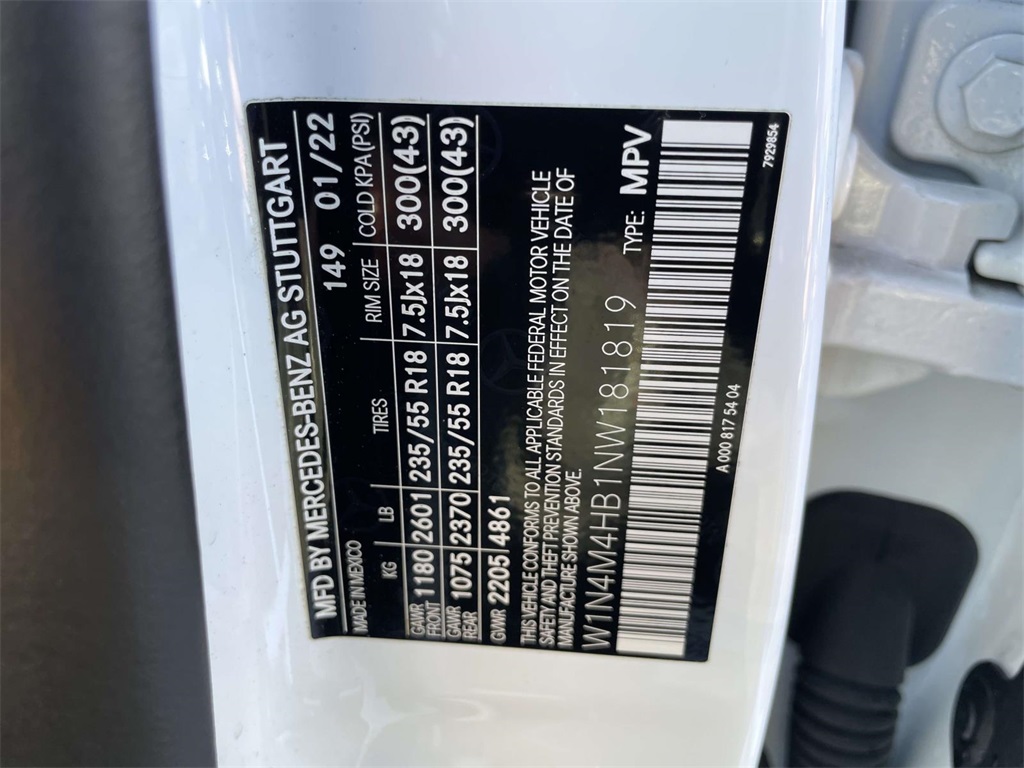 MFD BY MERCEDES-BENZ AG STUTTGART
MADE IN MEXICO 149 01/22
KG LB TIRES RIM SIZE COLD KPA (PSI)
GAWR FRONT 1180 2601 235/55 R18 7.5Jx18 300(43)
GAWR REAR 1075 2370 235/55 R18 7.5Jx18 300(43)
GVWR 2205 4861
THIS VEHICLE CONFORMS TO ALL APPLICABLE FEDERAL MOTOR VEHICLE
SAFETY AND THEFT PREVENTION STANDARDS IN EFFECT ON THE DATE OF
MANUFACTURE SHOWN ABOVE.
W1N4M4HB1NW181819 TYPE: MPV
A 000 817 54 04 7929854